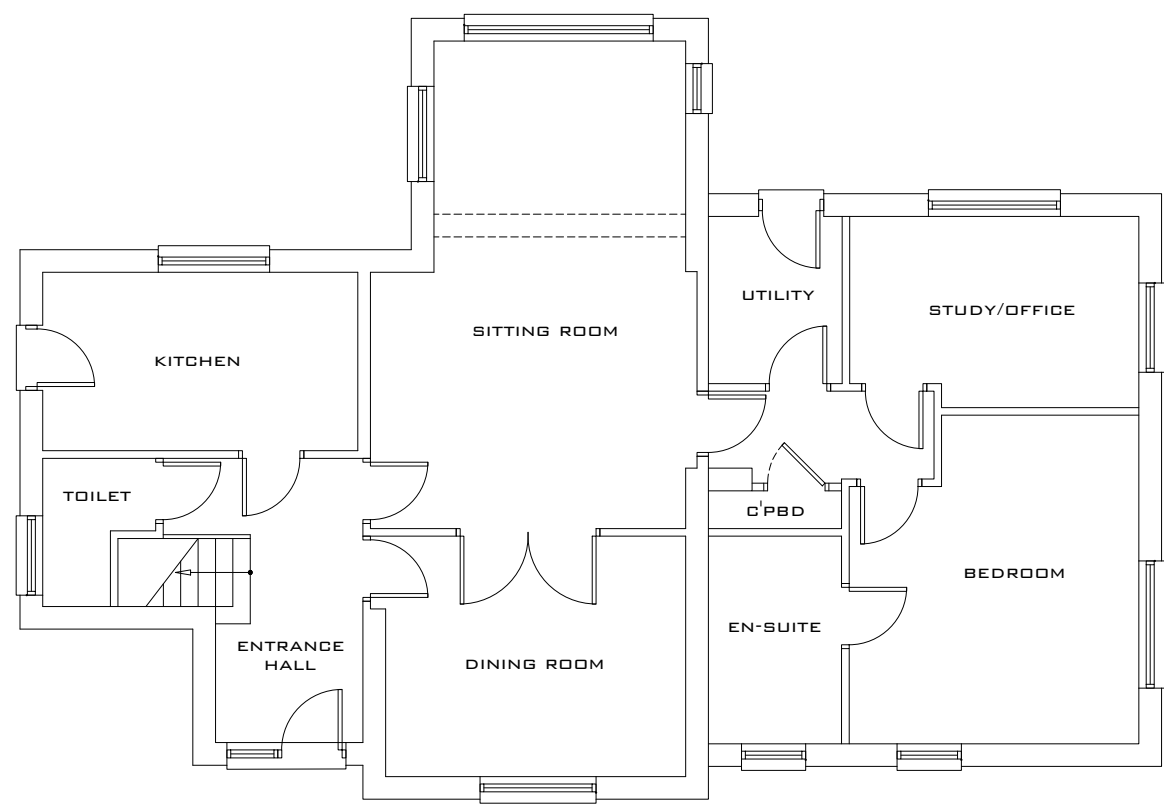 UTILITY
STUDY/OFFICE
SITTING ROOM
KITCHEN
TOILET
C'PBD
BEDROOM
EN-SUITE
ENTRANCE
HALL
DINING ROOM